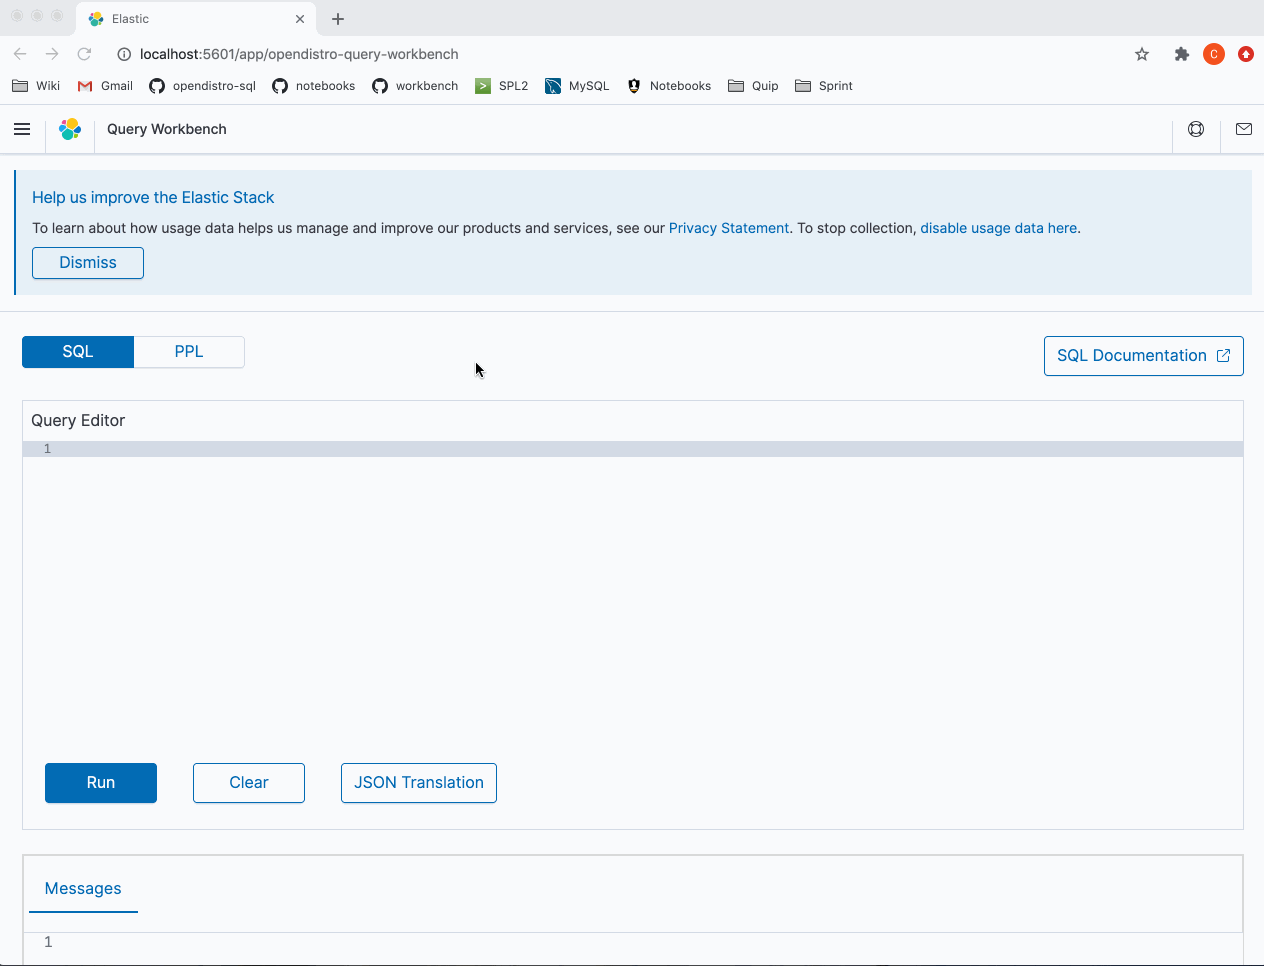 Elastic
localhost:5601/app/opendistro-query-workbench
C
Wiki Gmail opendistro-sql notebooks workbench SPL2 MySQL Notebooks Quip Sprint
Query Workbench
Help us improve the Elastic Stack
To learn about how usage data helps us manage and improve our products and services, see our Privacy Statement. To stop collection, disable usage data here.
Dismiss
SQL PPL SQL Documentation
Query Editor
1
Run Clear JSON Translation
Messages
1